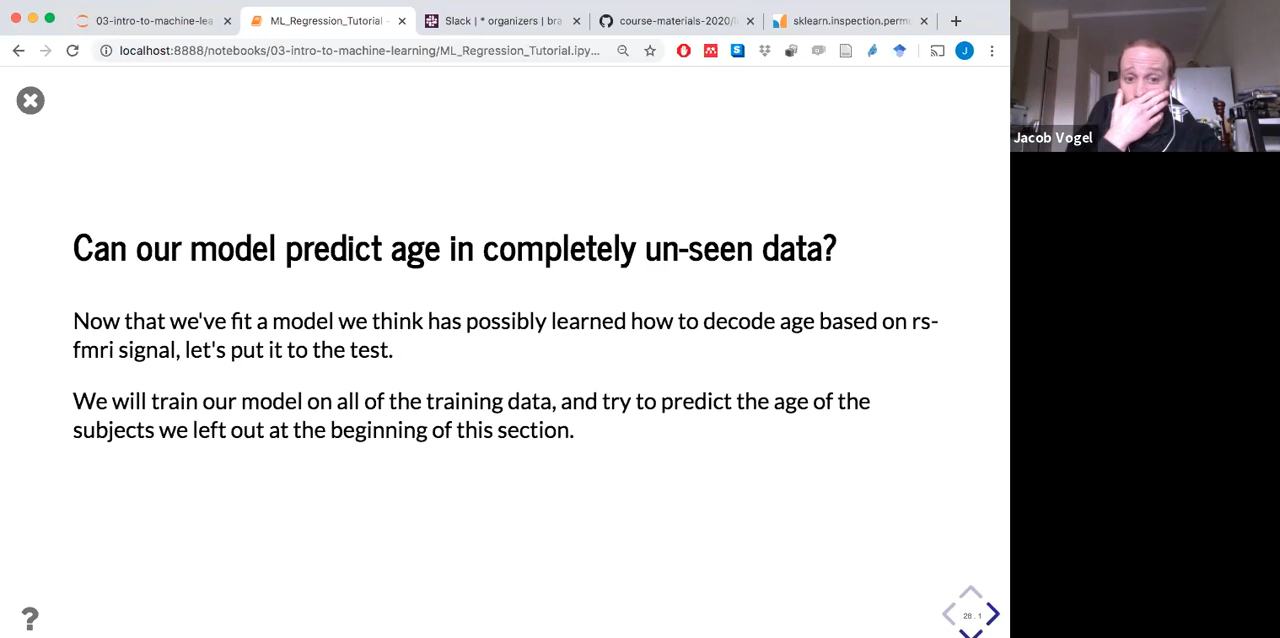 03-intro-to-machine-lea
ML_Regression_Tutorial -
Slack | * organizers | bra
course-materials-2020/l
sklearn.inspection.perm
localhost:8888/notebooks/03-intro-to-machine-learning/ML_Regression_Tutorial.ipy...
J
Jacob Vogel
Can our model predict age in completely un-seen data?
Now that we've fit a model we think has possibly learned how to decode age based on rs-
fmri signal, let's put it to the test.
We will train our model on all of the training data, and try to predict the age of the
subjects we left out at the beginning of this section.
?
28.1